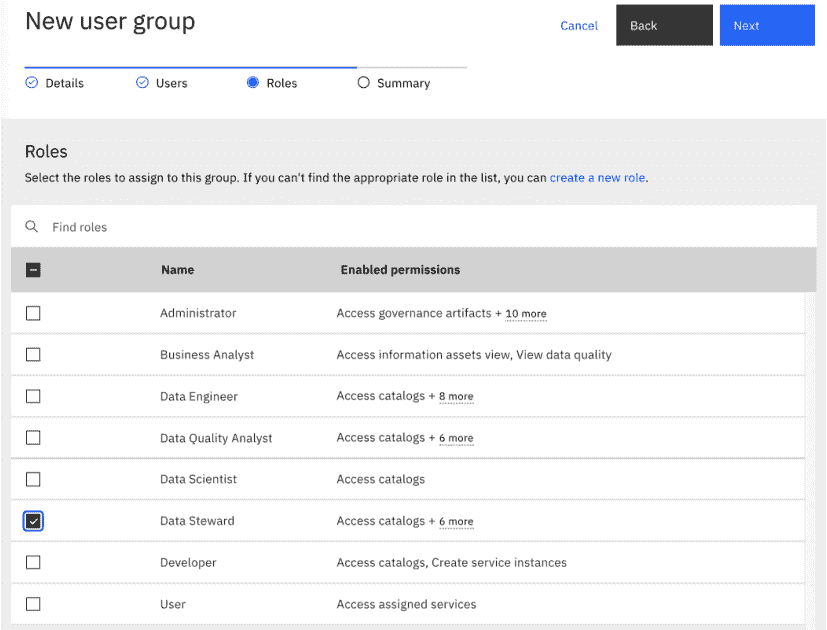 New user group
Cancel Back Next
Details Users Roles Summary
Roles
Select the roles to assign to this group. If you can't find the appropriate role in the list, you can create a new role.
Find roles
Name Enabled permissions
Administrator Access governance artifacts + 10 more
Business Analyst Access information assets view, View data quality
Data Engineer Access catalogs + 8 more
Data Quality Analyst Access catalogs + 6 more
Data Scientist Access catalogs
Data Steward Access catalogs + 6 more
Developer Access catalogs, Create service instances
User Access assigned services